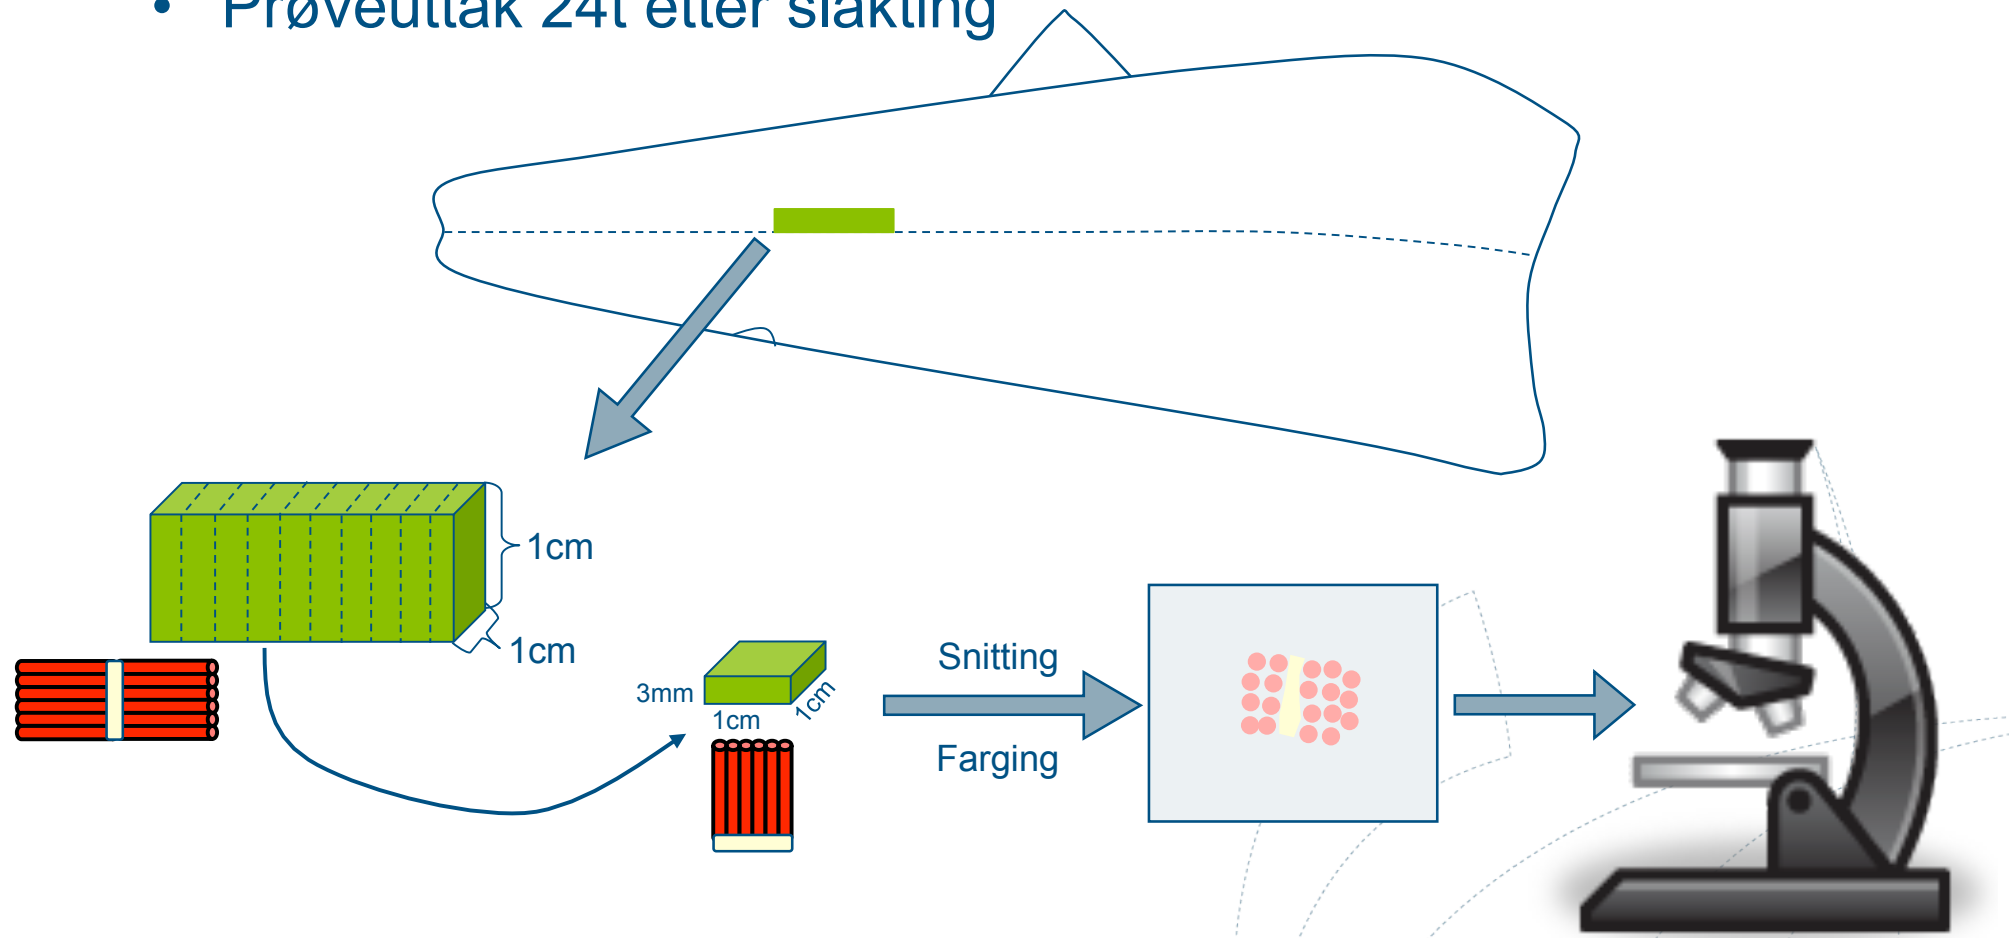 • Prøveuttak 24t etter slakting
1cm
1cm
3mm
1cm
1cm
Snitting
Farging